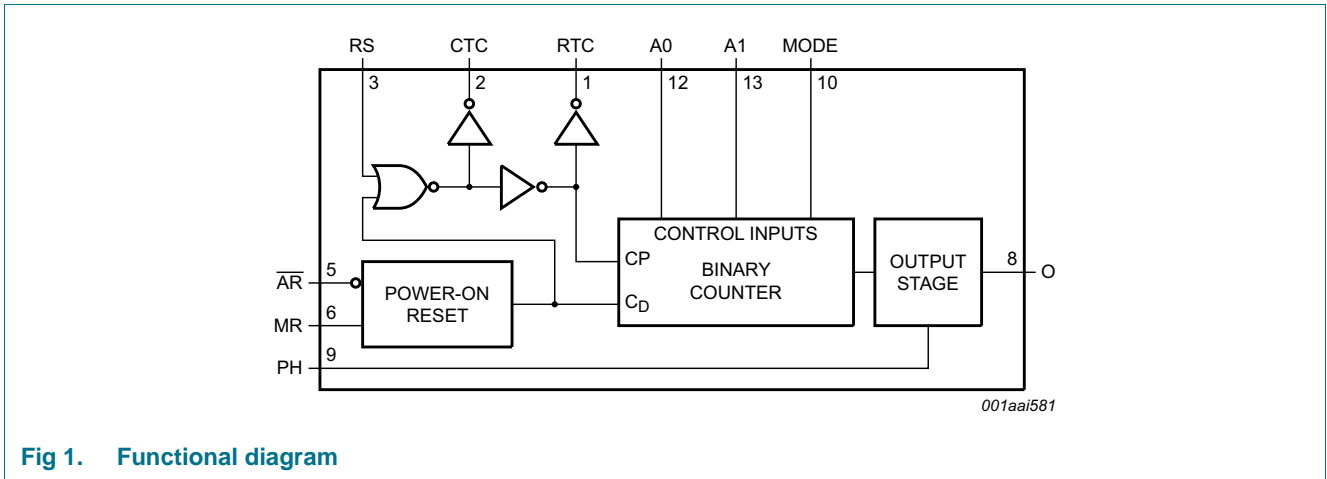 RS CTC RTC A0 A1 MODE
3 2 1 12 13 10
CONTROL INPUTS
CP
BINARY
COUNTER
CD
OUTPUT
STAGE
8 O
AR 5
POWER-ON
RESET
MR 6
PH 9
001aai581
Fig 1. Functional diagram